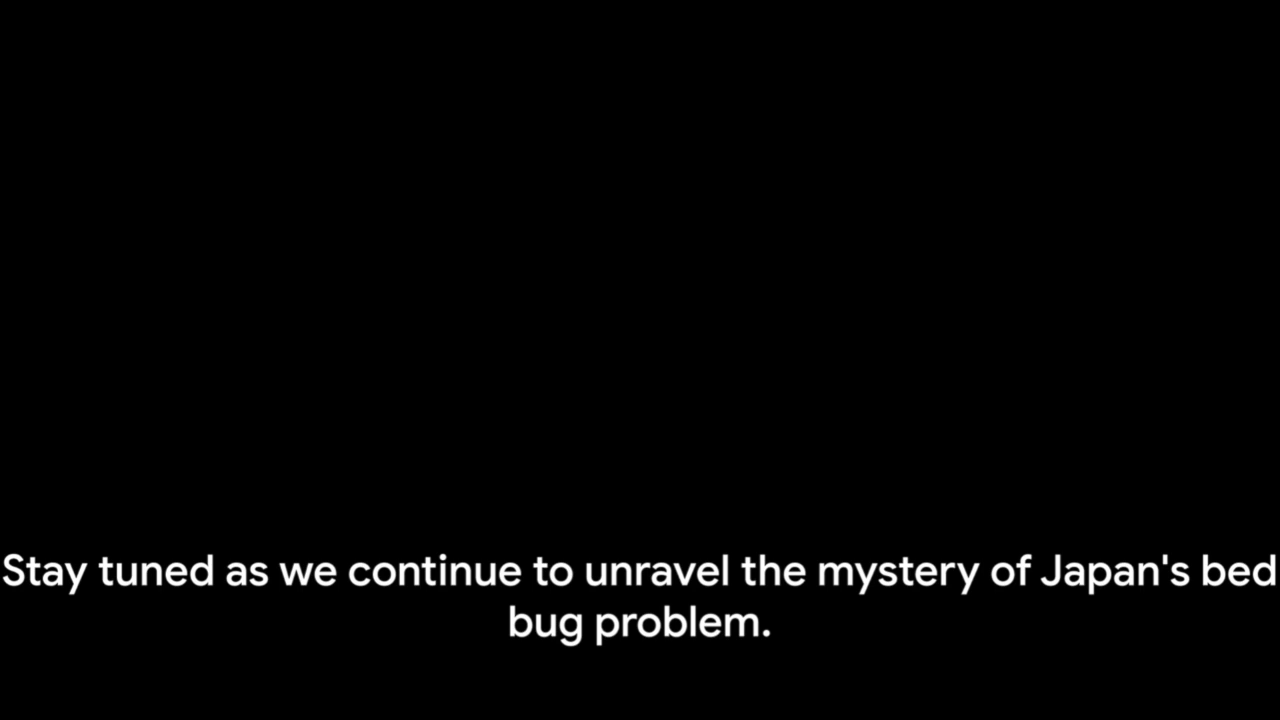 Stay tuned as we continue to unravel the mystery of Japan's bed
bug problem.